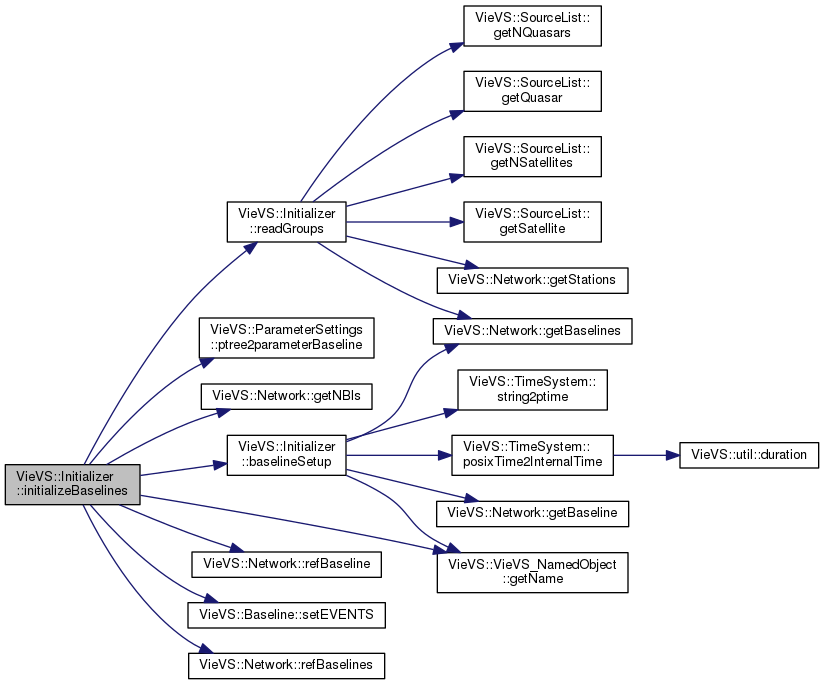 VieVS::SourceList::
getNQuasars
VieVS::SourceList::
getQuasar
VieVS::SourceList::
getNSatellites
VieVS::Initializer
::readGroups
VieVS::SourceList::
getSatellite
VieVS::Network::getStations
VieVS::ParameterSettings
::ptree2parameterBaseline
VieVS::Network::getBaselines
VieVS::Network::getNBls
VieVS::TimeSystem::
string2ptime
VieVS::Initializer
::baselineSetup
VieVS::TimeSystem::
posixTime2InternalTime
VieVS::util::duration
VieVS::Initializer
::initializeBaselines
VieVS::Network::getBaseline
VieVS::Network::refBaseline
VieVS::VieVS_NamedObject
::getName
VieVS::Baseline::setEVENTS
VieVS::Network::refBaselines